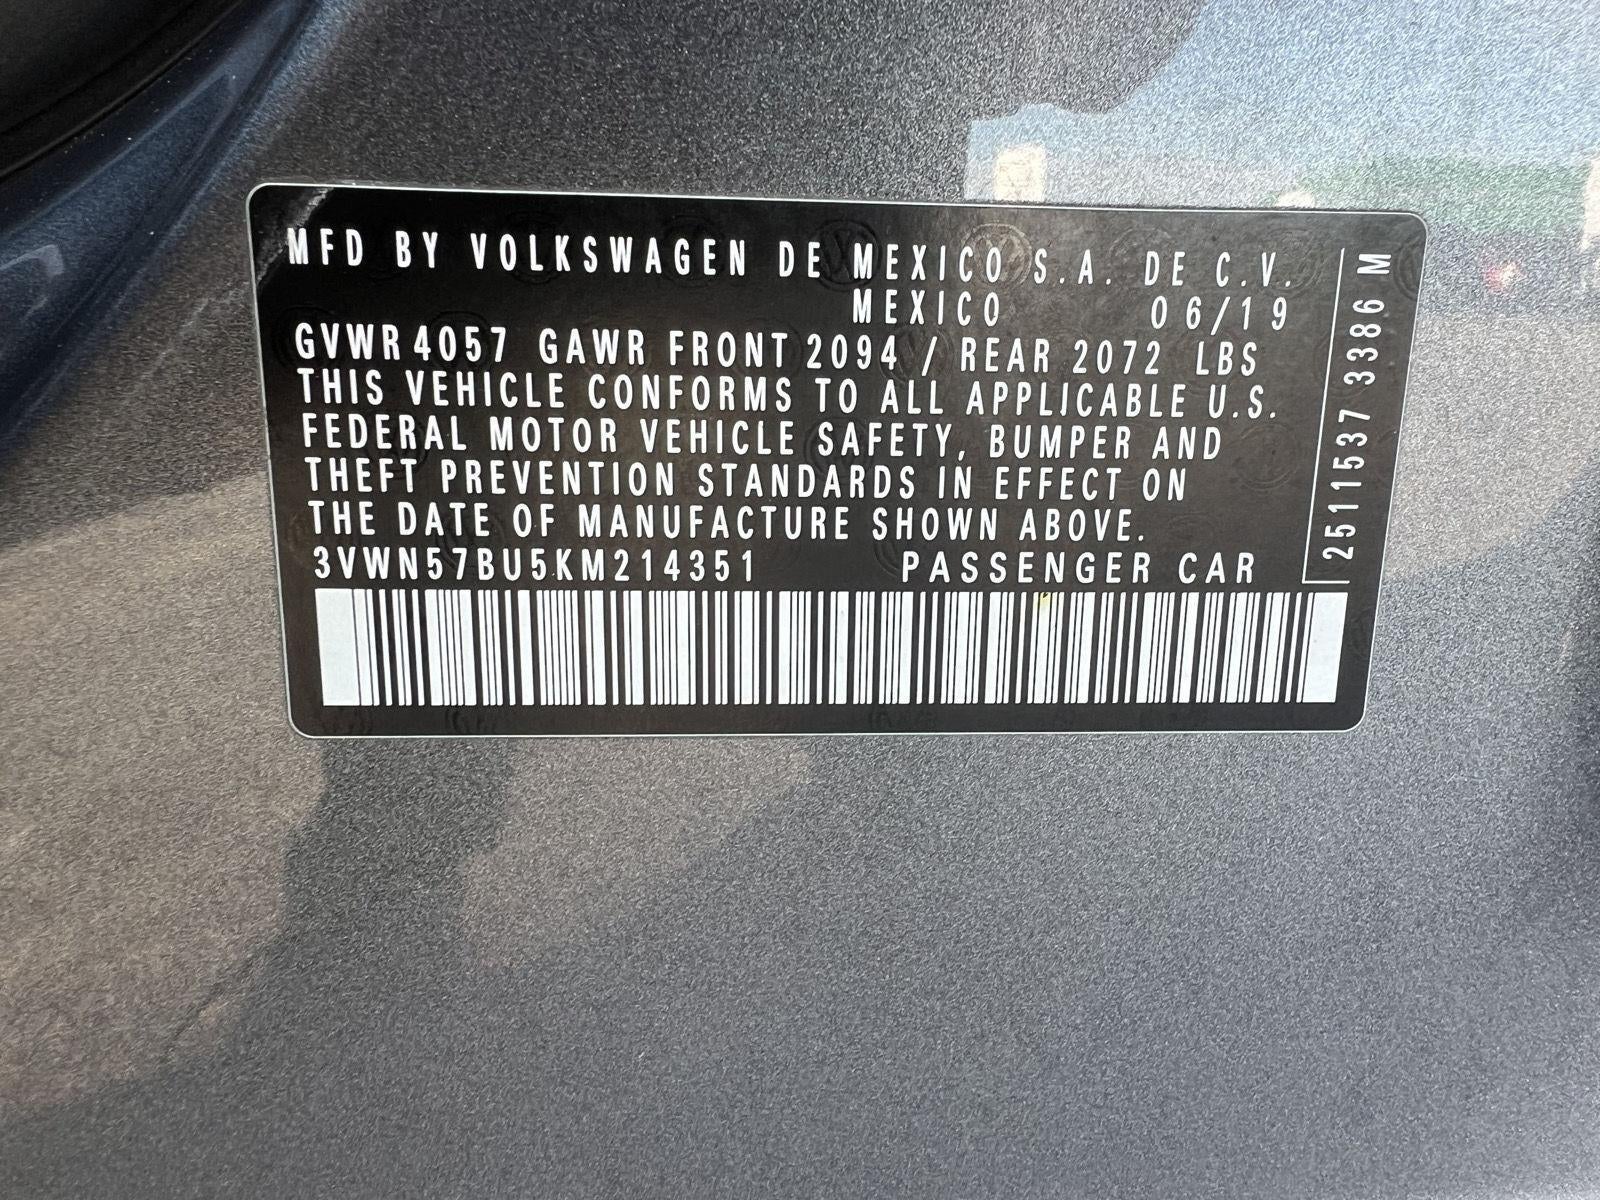 MFD BY VOLKSWAGEN DE MEXICO S.A. DE C.V.
MEXICO 06/19
GVWR 4057 GAWR FRONT 2094 / REAR 2072 LBS
THIS VEHICLE CONFORMS TO ALL APPLICABLE U.S.
FEDERAL MOTOR VEHICLE SAFETY, BUMPER AND
THEFT PREVENTION STANDARDS IN EFFECT ON
THE DATE OF MANUFACTURE SHOWN ABOVE.
3VWN57BU5KM214351 PASSENGER CAR
2511537 3386 M